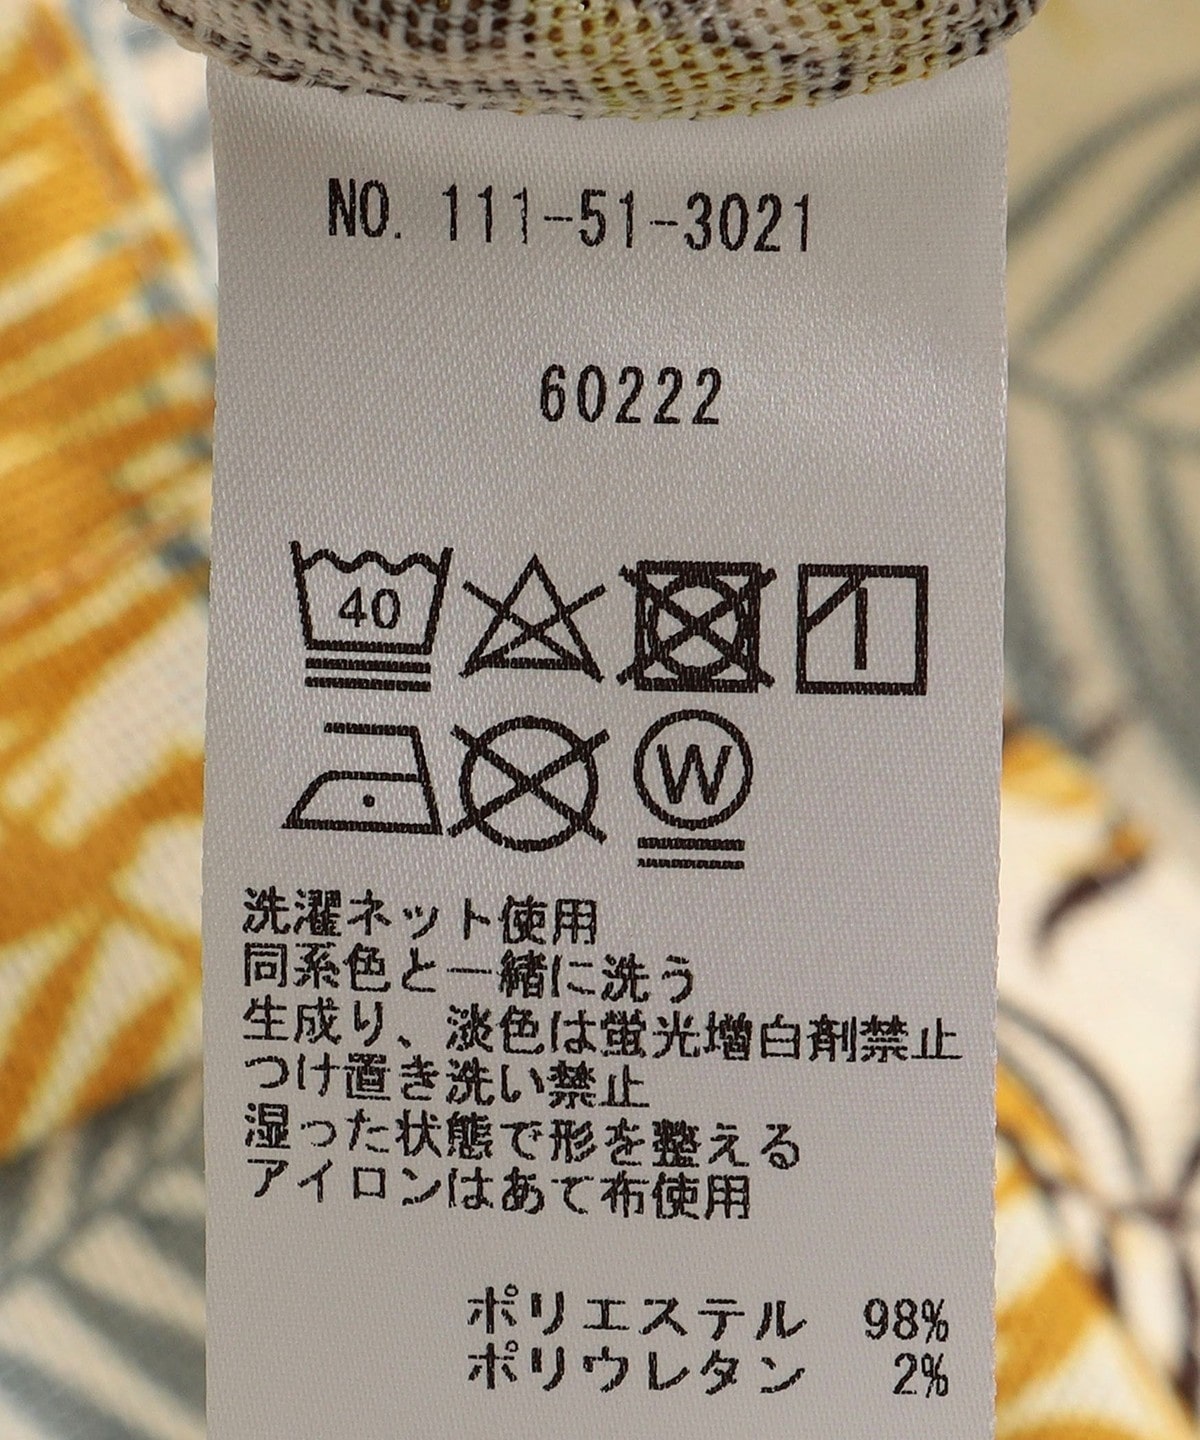 NO. 111-51-3021
60222
40
W
洗濯ネット使用
同系色と一緒に洗う
生成り、淡色は蛍光増白剤禁止
つけ置き洗い禁止
湿った状態で形を整える
アイロンはあて布使用
ポリエステル 98%
ポリウレタン 2%